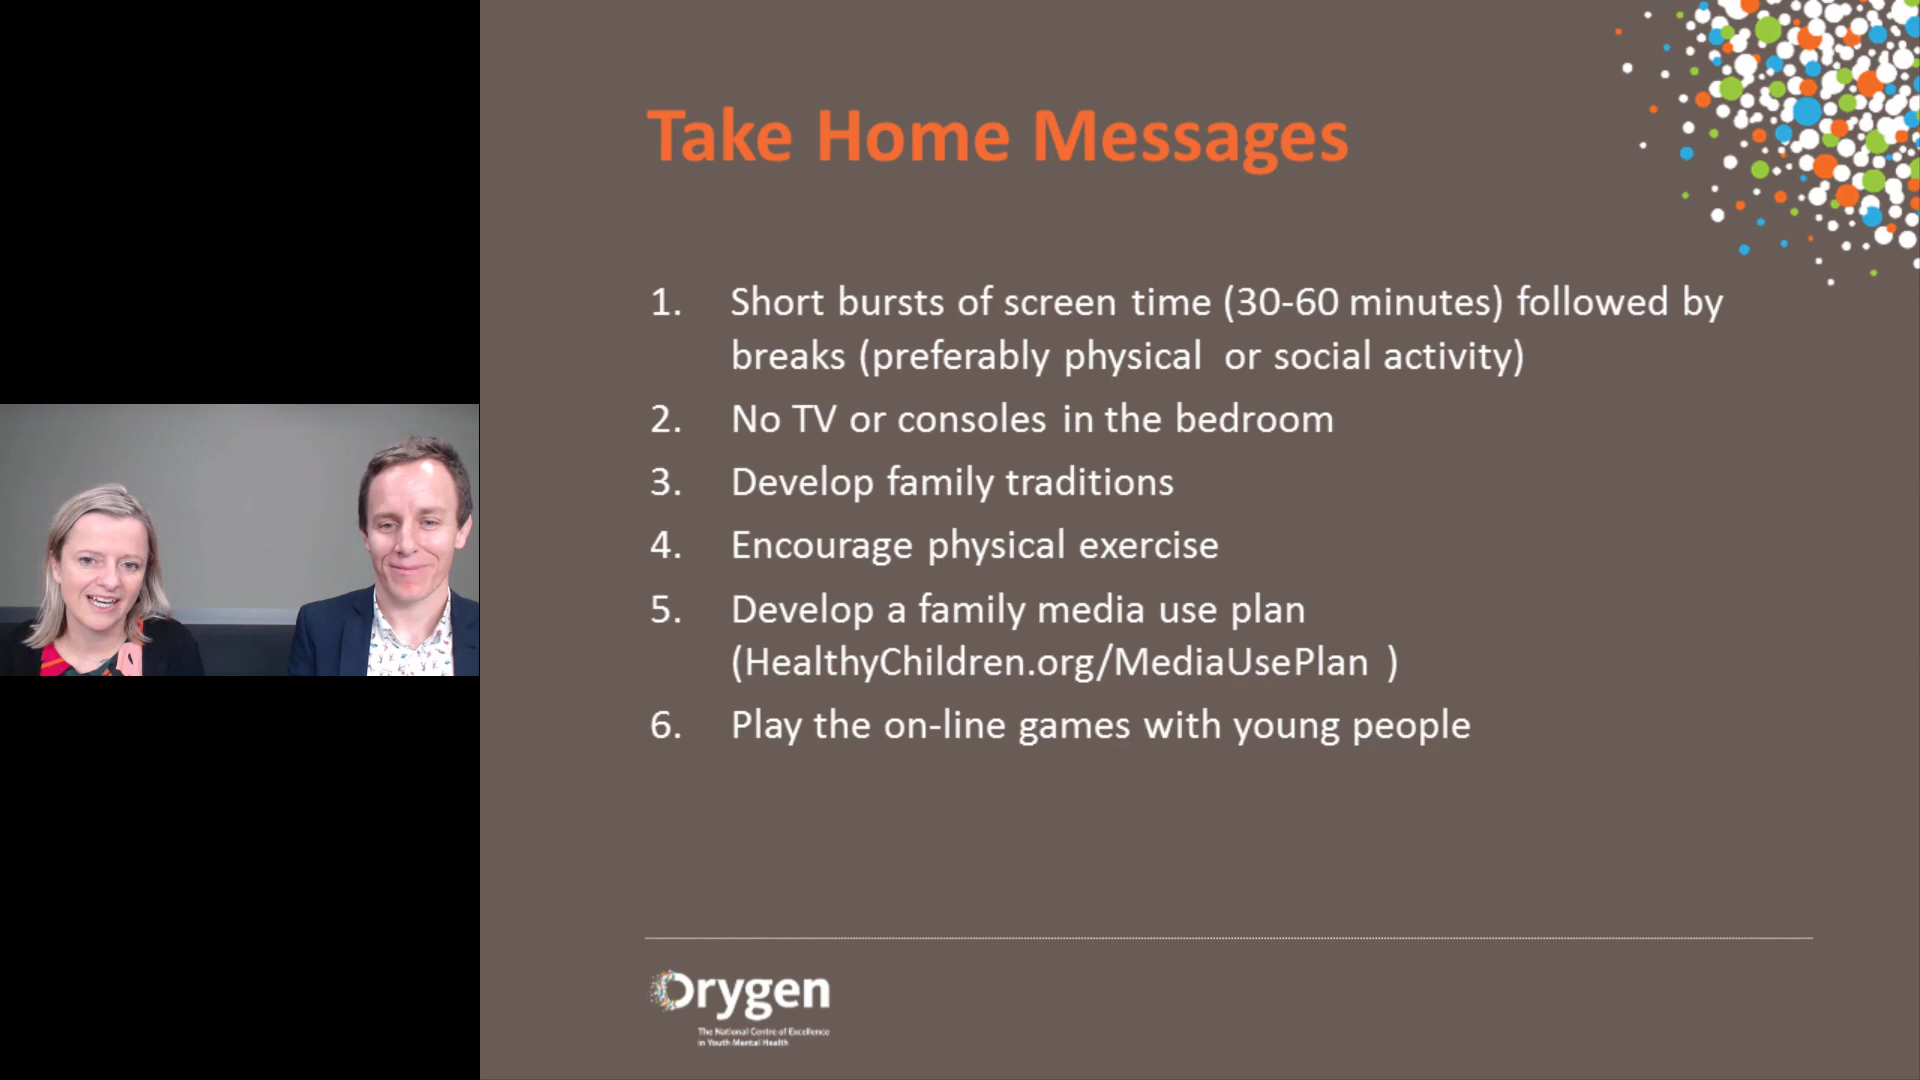 Take Home Messages
1. Short bursts of screen time (30-60 minutes) followed by
breaks (preferably physical or social activity)
2. No TV or consoles in the bedroom
3. Develop family traditions
4. Encourage physical exercise
5. Develop a family media use plan
(HealthyChildren.org/MediaUsePlan )
6. Play the on-line games with young people
Orygen
The National Centre of Excellence
in Youth Mental Health